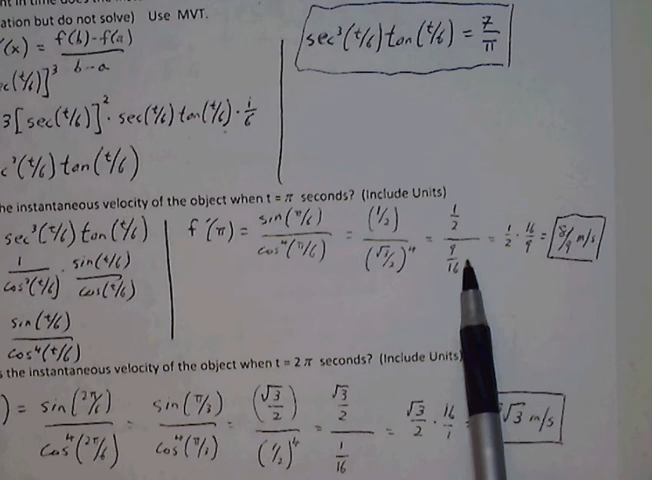 ation but do not solve) Use MVT.
(x) = f(b)-f(a) / b-a
sec³(t/6) tan(t/6) = 7/π
(t/6)]³
3[sec(t/6)]² · sec(t/6) tan(t/6) · 1/6
³(t/6) tan(t/6)
he instantaneous velocity of the object when t = π seconds? (Include Units)
sec³(t/6) tan(t/6)
f'(π) = sin(π/6) / cos⁴(π/6) = (1/2) / (√3/2)⁴ = 1/2 / 9/16 = 1/2 · 16/9 = 8/9 m/s
1 / cos³(t/6) · sin(t/6) / cos(t/6)
sin(t/6) / cos⁴(t/6)
s the instantaneous velocity of the object when t = 2π seconds? (Include Units)
) = sin(2π/6) / cos⁴(2π/6) = sin(π/3) / cos⁴(π/3) = (√3/2) / (1/2)⁴ = √3/2 / 1/16 = √3/2 · 16/1 = √3 m/s